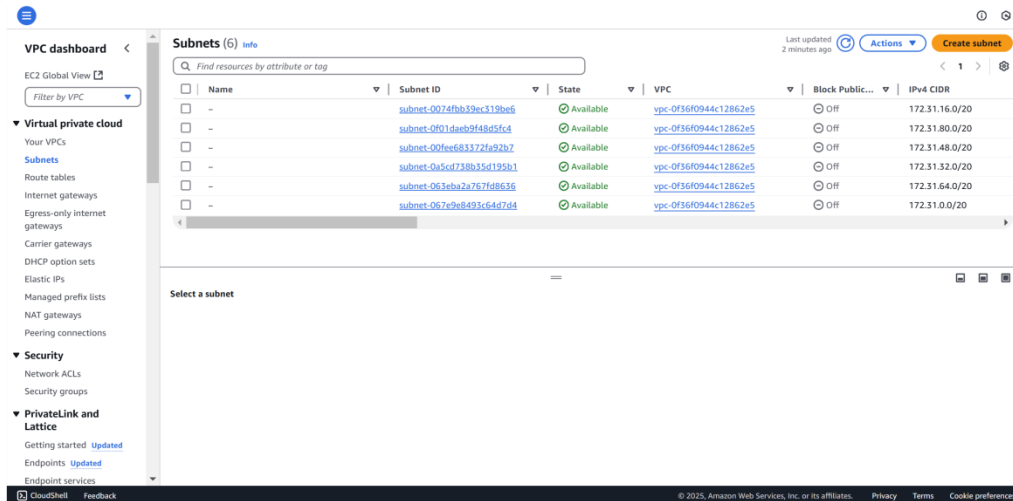 VPC dashboard
EC2 Global View
Filter by VPC
Virtual private cloud
Your VPCs
Subnets
Route tables
Internet gateways
Egress-only internet
gateways
Carrier gateways
DHCP option sets
Elastic IPs
Managed prefix lists
NAT gateways
Peering connections
Security
Network ACLs
Security groups
PrivateLink and
Lattice
Getting started Updated
Endpoints Updated
Endpoint services
Subnets (6) Info
Last updated
2 minutes ago
Actions
Create subnet
Find resources by attribute or tag
1
Name Subnet ID State VPC Block Public... IPv4 CIDR
– subnet-0074fbb39ec319be6 Available vpc-0f36f0944c12862e5 Off 172.31.16.0/20
– subnet-0f01daeb9f48d5fc4 Available vpc-0f36f0944c12862e5 Off 172.31.80.0/20
– subnet-00fee683372fa92b7 Available vpc-0f36f0944c12862e5 Off 172.31.48.0/20
– subnet-0a5cd738b35d195b1 Available vpc-0f36f0944c12862e5 Off 172.31.32.0/20
– subnet-063eba2a767fd8636 Available vpc-0f36f0944c12862e5 Off 172.31.64.0/20
– subnet-067e9e8493c64d7d4 Available vpc-0f36f0944c12862e5 Off 172.31.0.0/20
Select a subnet
CloudShell Feedback © 2025, Amazon Web Services, Inc. or its affiliates. Privacy Terms Cookie preferences